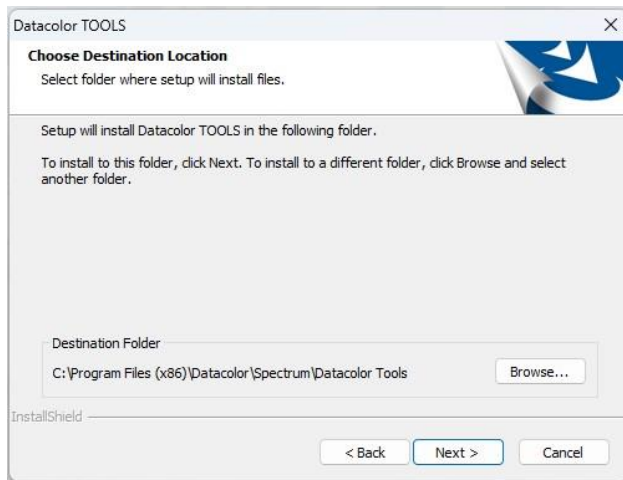 Datacolor TOOLS
Choose Destination Location
Select folder where setup will install files.
Setup will install Datacolor TOOLS in the following folder.
To install to this folder, click Next. To install to a different folder, click Browse and select
another folder.
Destination Folder
C:\Program Files (x86)\Datacolor\Spectrum\Datacolor Tools
Browse...
InstallShield
< Back
Next >
Cancel